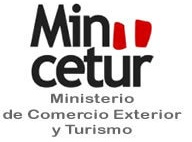 Min
cetur
Ministerio
de Comercio Exterior
y Turismo